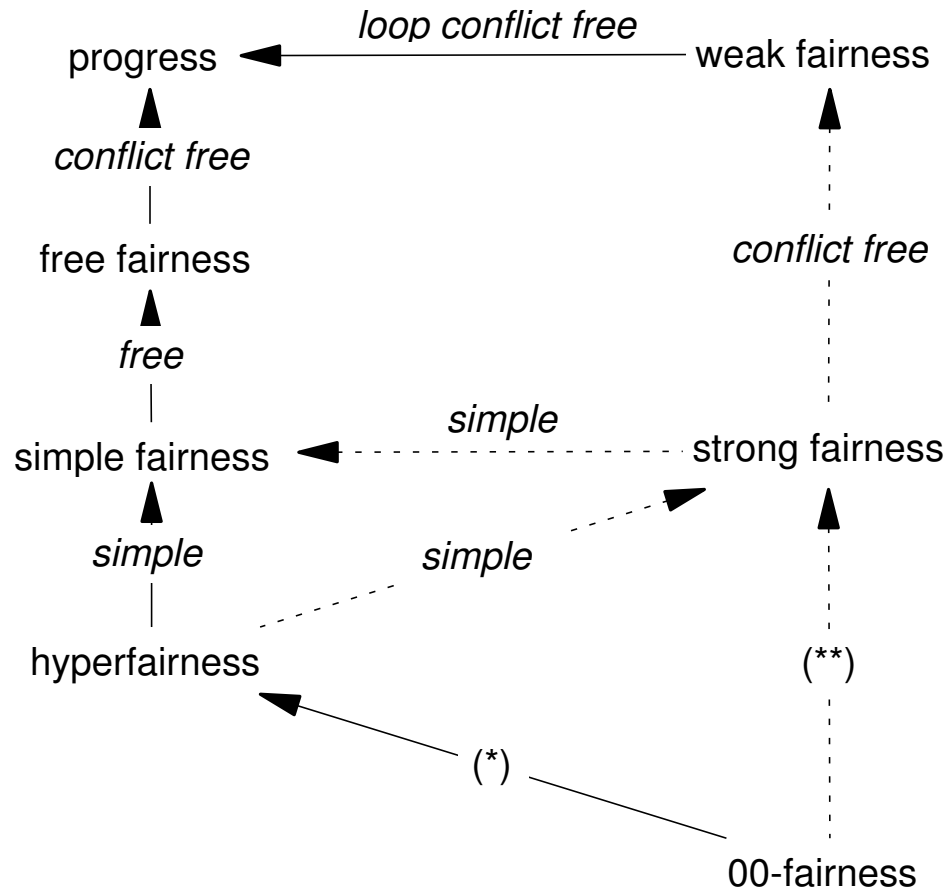 loop conflict free
progress
weak fairness
conflict free
conflict free
free fairness
free
simple
simple fairness
strong fairness
simple
simple
hyperfairness
(**)
(*)
00-fairness